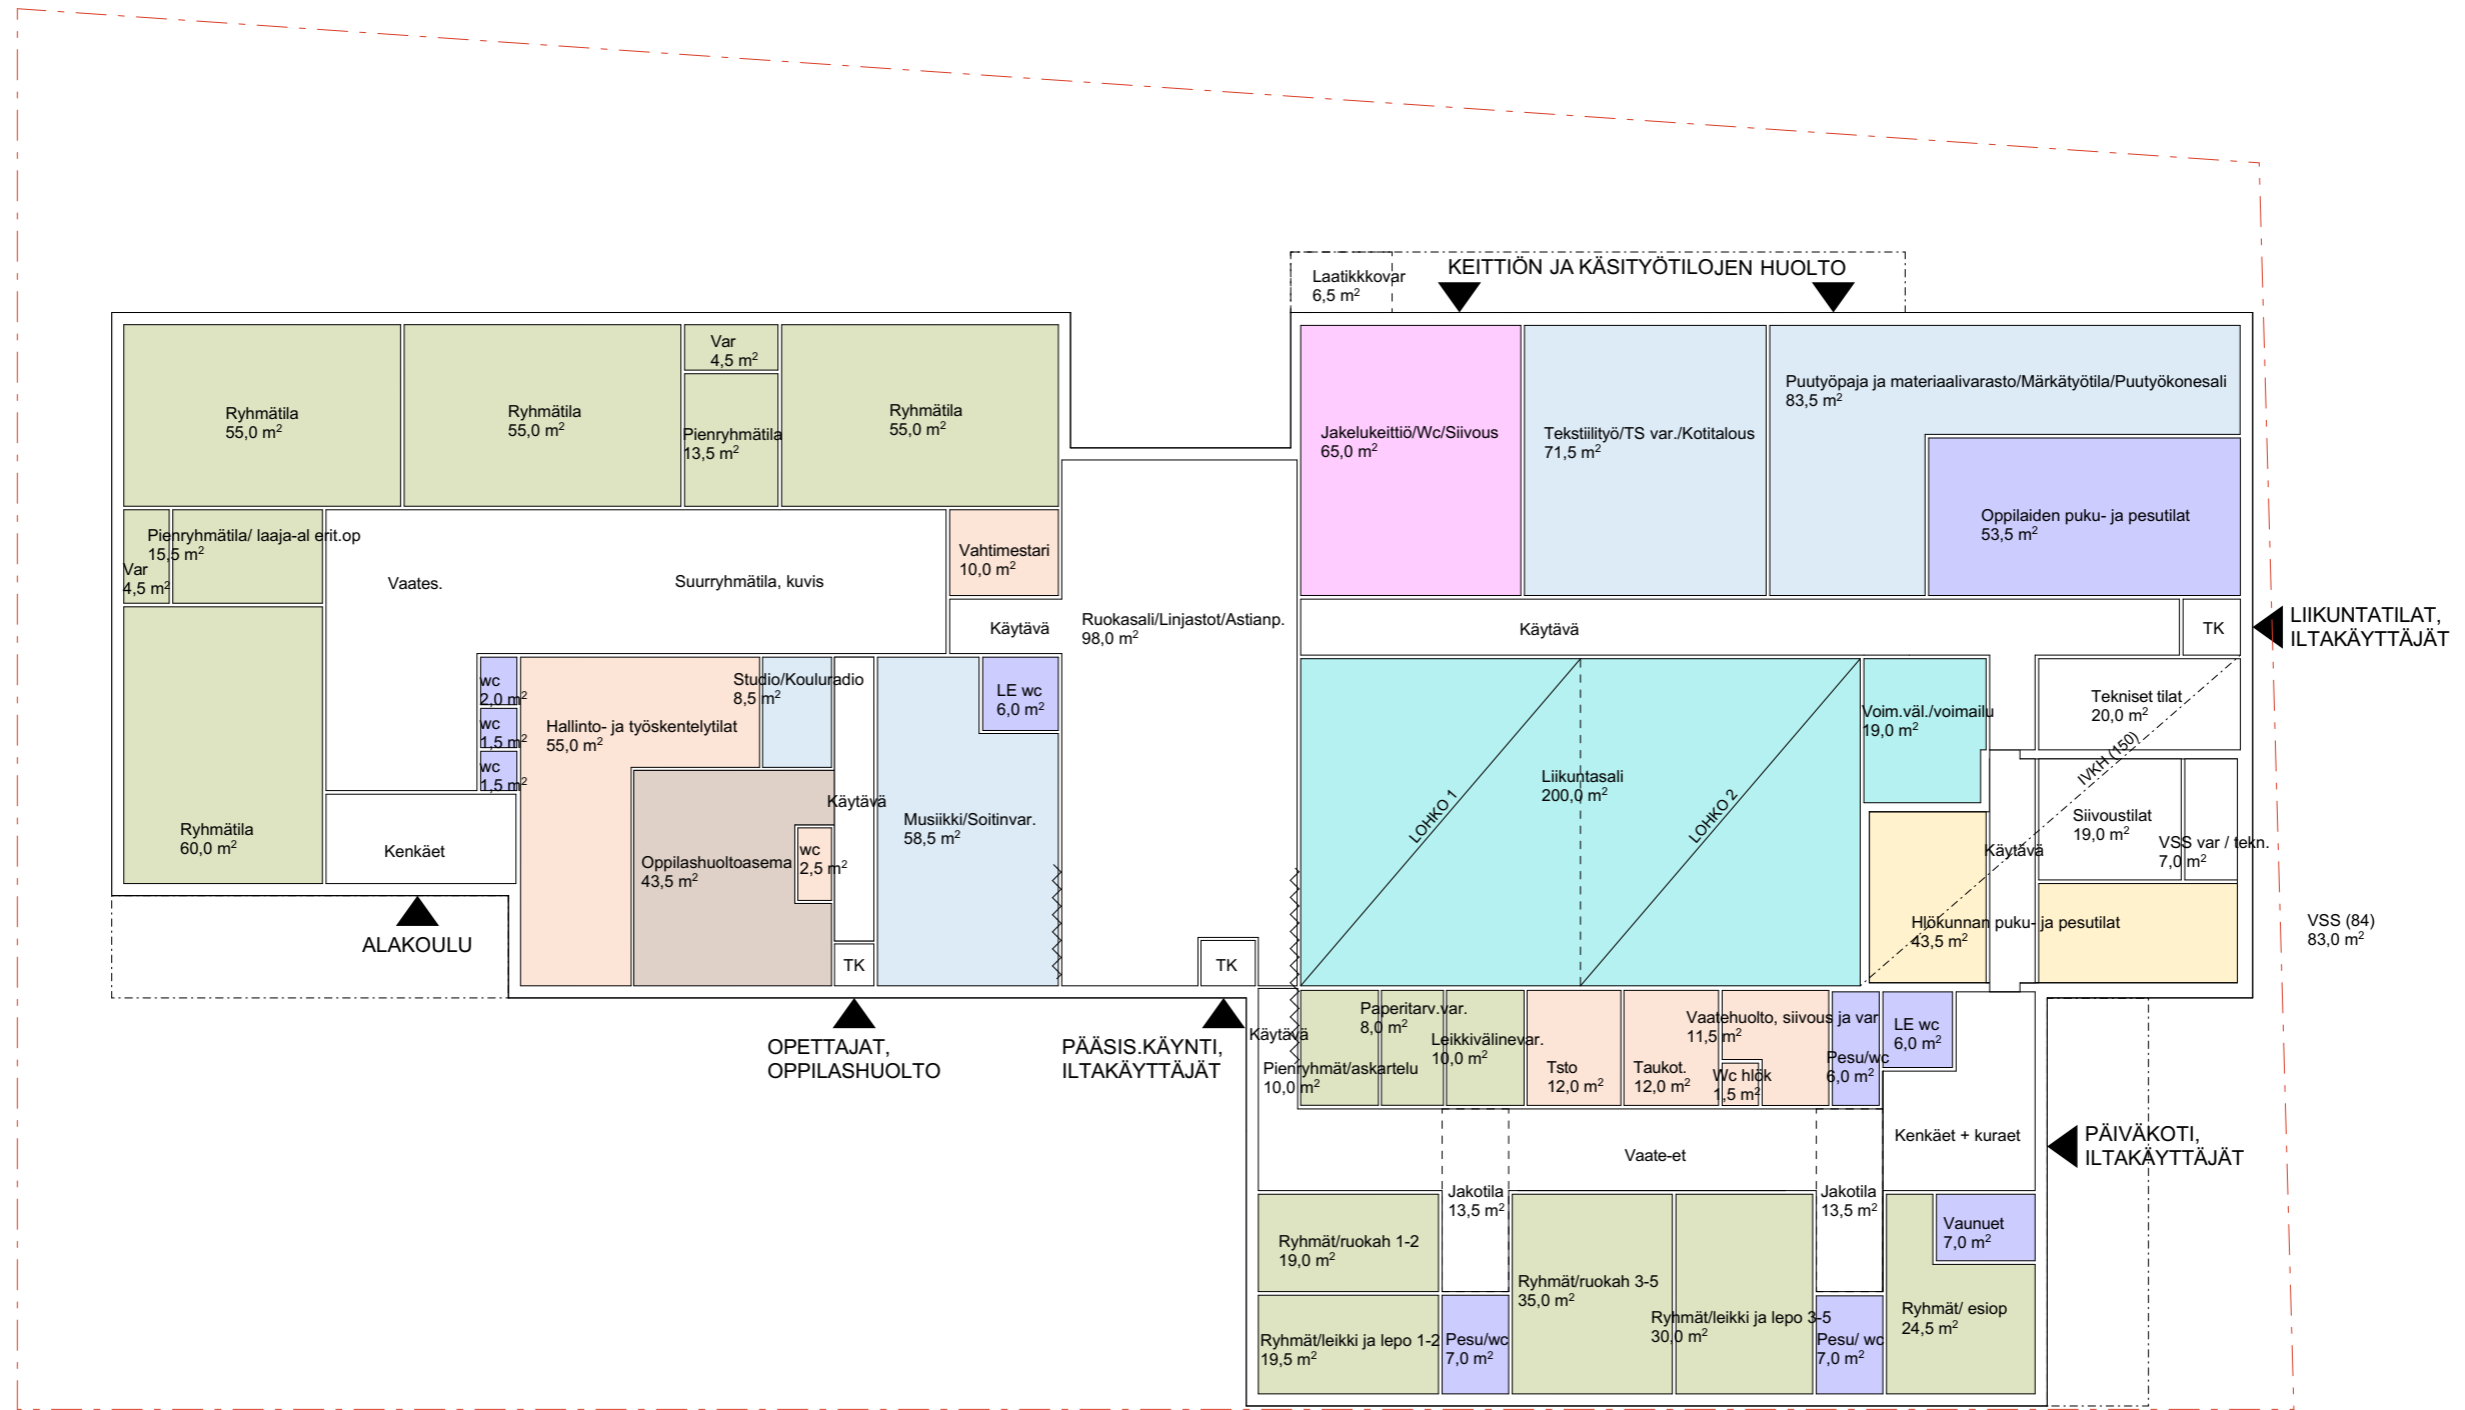 Laatikkkovar
6,5 m²
KEITTIÖN JA KÄSITYÖTILOJEN HUOLTO
Ryhmätila
55,0 m²
Ryhmätila
55,0 m²
Var
4,5 m²
Pienryhmätila
13,5 m²
Ryhmätila
55,0 m²
Jakelukeittiö/Wc/Siivous
65,0 m²
Tekstiilityö/TS var./Kotitalous
71,5 m²
Puutyöpaja ja materiaalivarasto/Märkätyötila/Puutyökonesali
83,5 m²
Oppilaiden puku- ja pesutilat
53,5 m²
Pienryhmätila/ laaja-al erit.op
15,5 m²
Var
4,5 m²
Vaates.
Suurryhmätila, kuvis
Vahtimestari
10,0 m²
Käytävä
Ruokasali/Linjastot/Astianp.
98,0 m²
Käytävä
TK
LIIKUNTATILAT,
ILTAKÄYTTÄJÄT
wc
2,0 m²
wc
1,5 m²
wc
1,5 m²
Hallinto- ja työskentelytilat
55,0 m²
Studio/Kouluradio
8,5 m²
LE wc
6,0 m²
Käytävä
Musiikki/Soitinvar.
58,5 m²
Liikuntasali
200,0 m²
LOHKO 1
LOHKO 2
Voim.väl./voimailu
19,0 m²
Tekniset tilat
20,0 m²
IVKH (150)
Siivoustilat
19,0 m²
VSS var / tekn.
7,0 m²
Käytävä
Ryhmätila
60,0 m²
Kenkäet
Oppilashuoltoasema
43,5 m²
wc
2,5 m²
Hlökunnan puku- ja pesutilat
43,5 m²
VSS (84)
83,0 m²
ALAKOULU
TK
TK
OPETTAJAT,
OPPILASHUOLTO
PÄÄSIS.KÄYNTI,
ILTAKÄYTTÄJÄT
Käytävä
Pienryhmät/askartelu
10,0 m²
Paperitarv.var.
8,0 m²
Leikkivälinevar.
10,0 m²
Tsto
12,0 m²
Taukot.
12,0 m²
Vaatehuolto, siivous ja var
11,5 m²
Wc hlök
1,5 m²
Pesu/wc
6,0 m²
LE wc
6,0 m²
Kenkäet + kuraet
PÄIVÄKOTI,
ILTAKÄYTTÄJÄT
Vaate-et
Jakotila
13,5 m²
Jakotila
13,5 m²
Ryhmät/ruokah 1-2
19,0 m²
Ryhmät/ruokah 3-5
35,0 m²
Vaunuet
7,0 m²
Ryhmät/leikki ja lepo 1-2
19,5 m²
Pesu/wc
7,0 m²
Ryhmät/leikki ja lepo 3-5
30,0 m²
Pesu/ wc
7,0 m²
Ryhmät/ esiop
24,5 m²